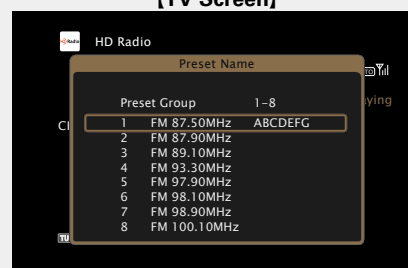 【TV Screen】
HD Radio
Preset Name
Preset Group 1-8
1 FM 87.50MHz ABCDEFG
2 FM 87.90MHz
3 FM 89.10MHz
4 FM 93.30MHz
5 FM 97.90MHz
6 FM 98.10MHz
7 FM 98.90MHz
8 FM 100.10MHz